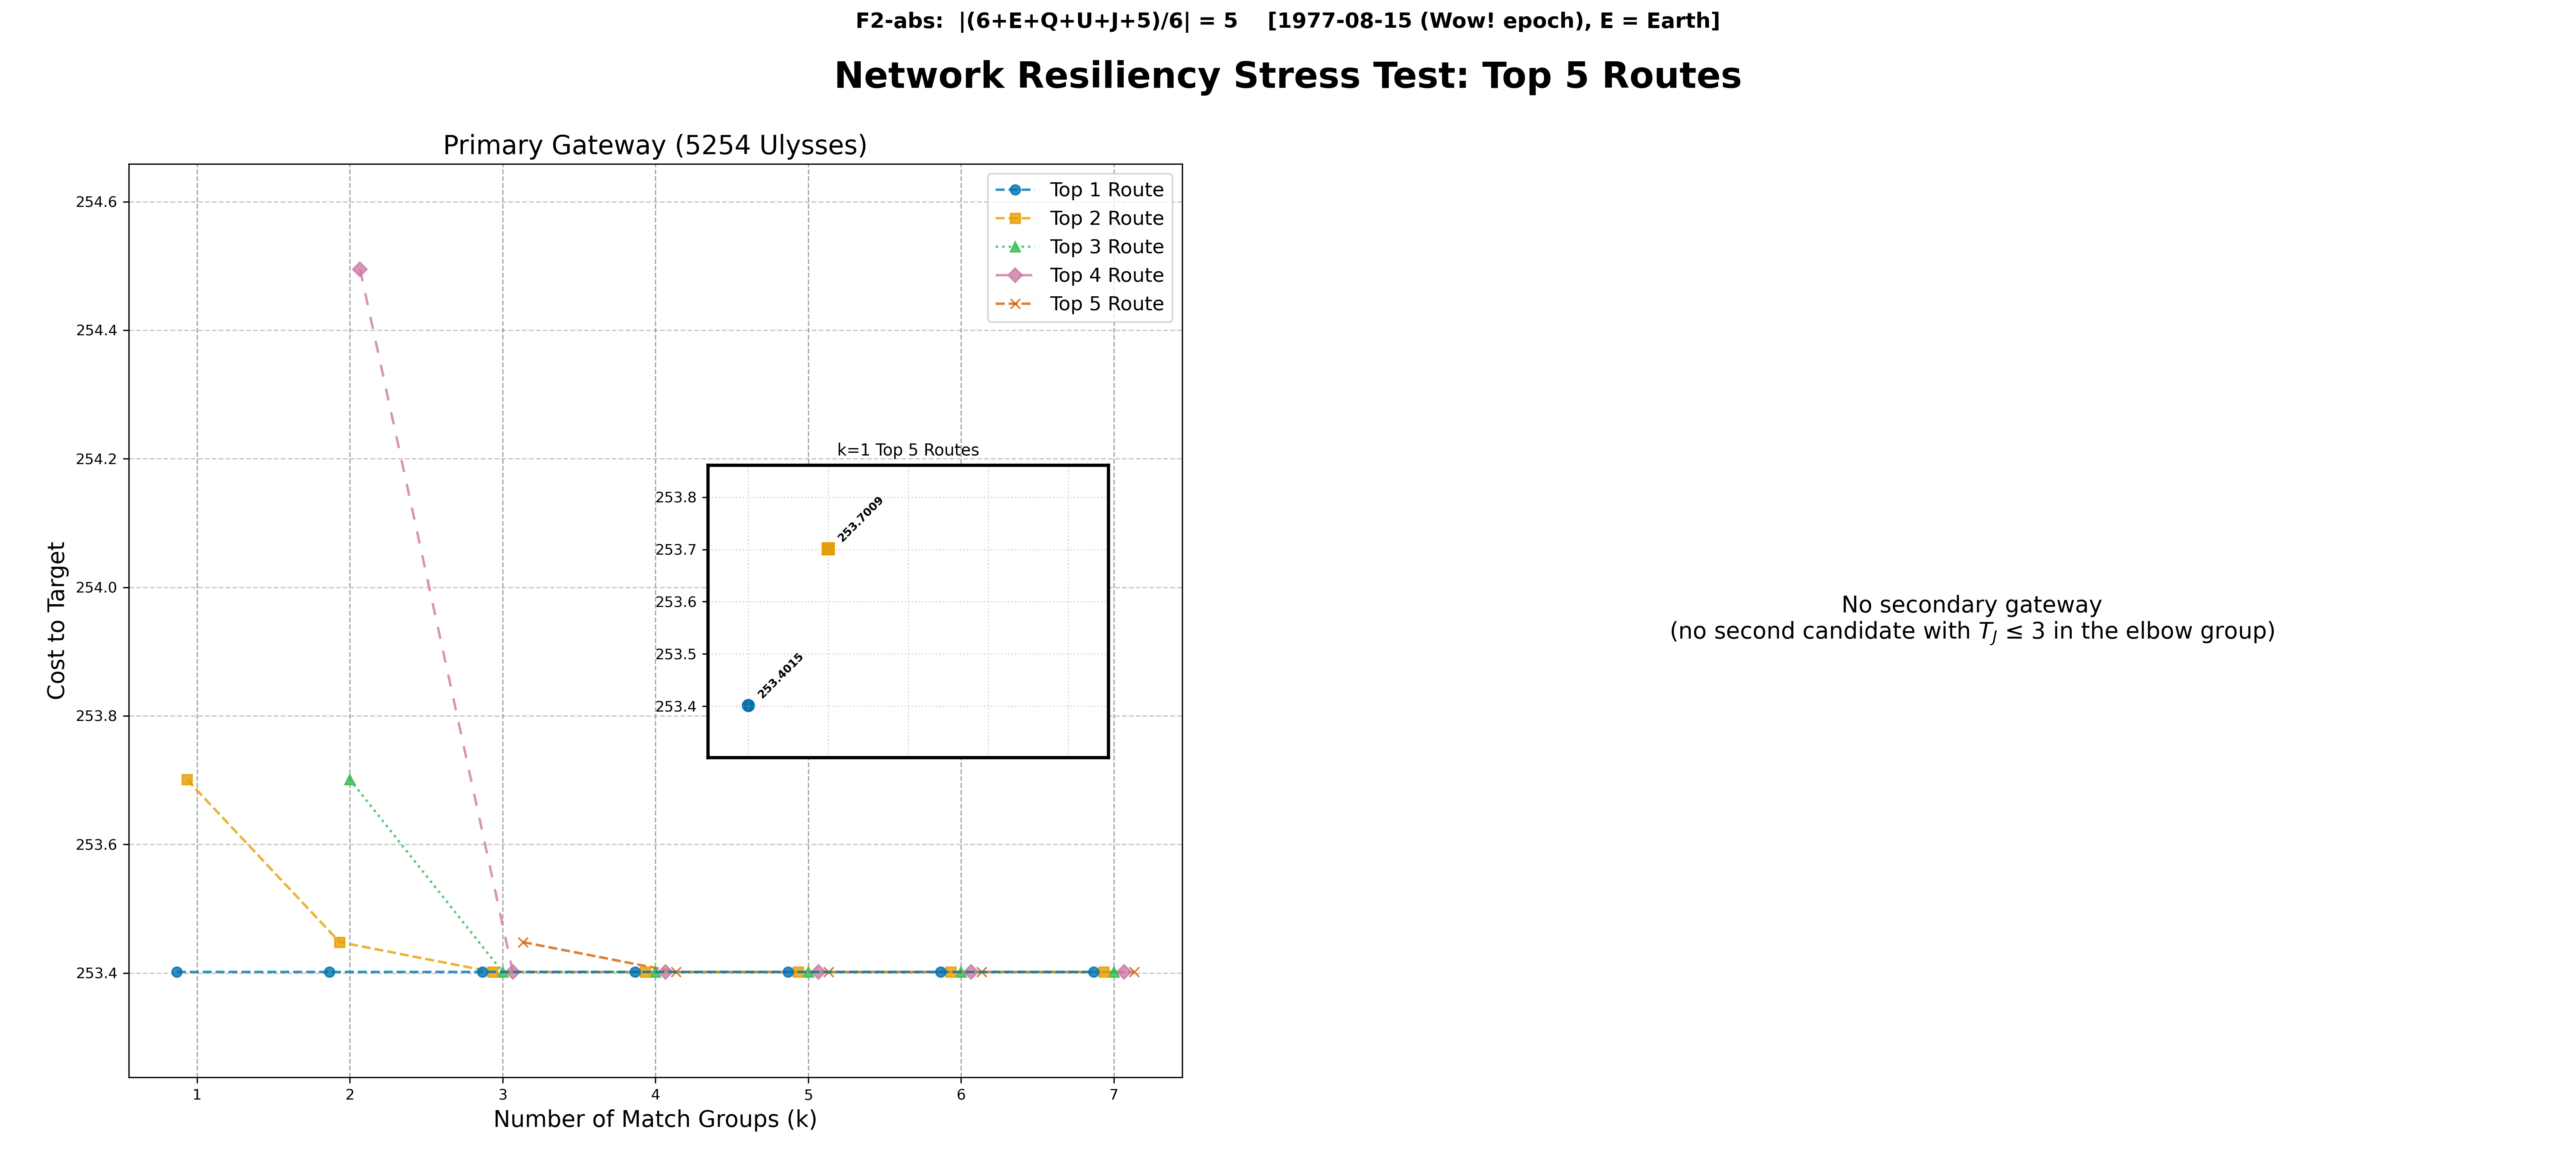 F2-abs:  |(6+E+Q+U+J+5)/6| = 5    [1977-08-15 (Wow! epoch), E = Earth]
Network Resiliency Stress Test: Top 5 Routes
Primary Gateway (5254 Ulysses)
Cost to Target
254.6
254.4
254.2
254.0
253.8
253.6
253.4
Top 1 Route
Top 2 Route
Top 3 Route
Top 4 Route
Top 5 Route
k=1 Top 5 Routes
253.8
253.7
253.6
253.5
253.4
253.7009
253.4015
1 2 3 4 5 6 7
Number of Match Groups (k)
No secondary gateway
(no second candidate with T_J ≤ 3 in the elbow group)